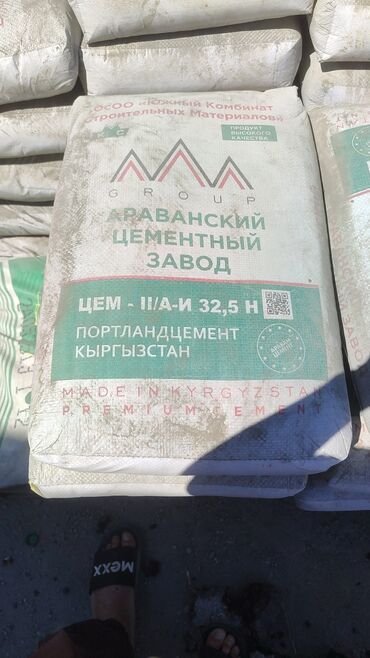 ОСОО «Южный Комбинат
Строительных Материалов»
ПРОДУКТ
ВЫСОКОГО
КАЧЕСТВА
GROUP
АРАВАНСКИЙ
ЦЕМЕНТНЫЙ
ЗАВОД
ЦЕМ - II/А-И 32,5 Н
ПОРТЛАНДЦЕМЕНТ
КЫРГЫЗСТАН
MADE IN KYRGYZSTAN
PREMIUM CEMENT
MEXX